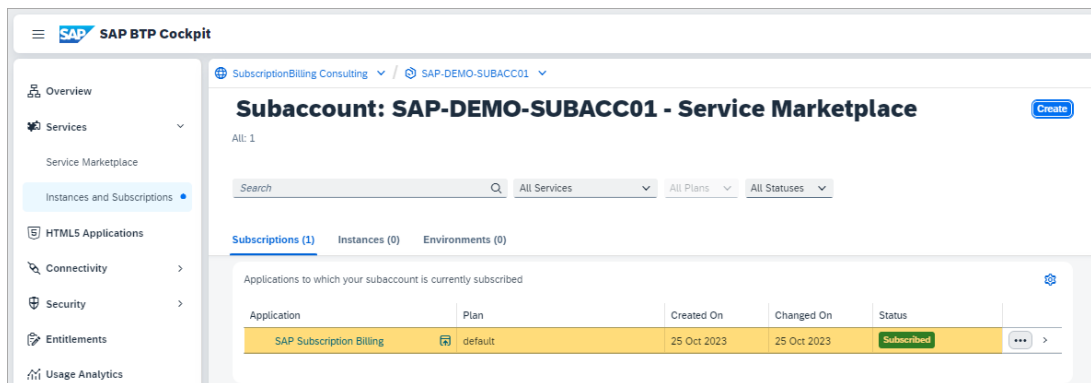 SAP SAP BTP Cockpit
Overview
Services
Service Marketplace
Instances and Subscriptions
HTML5 Applications
Connectivity
Security
Entitlements
Usage Analytics
SubscriptionBilling Consulting / SAP-DEMO-SUBACC01
Subaccount: SAP-DEMO-SUBACC01 - Service Marketplace
Create
All: 1
Search All Services All Plans All Statuses
Subscriptions (1) Instances (0) Environments (0)
Applications to which your subaccount is currently subscribed
Application Plan Created On Changed On Status
SAP Subscription Billing default 25 Oct 2023 25 Oct 2023 Subscribed